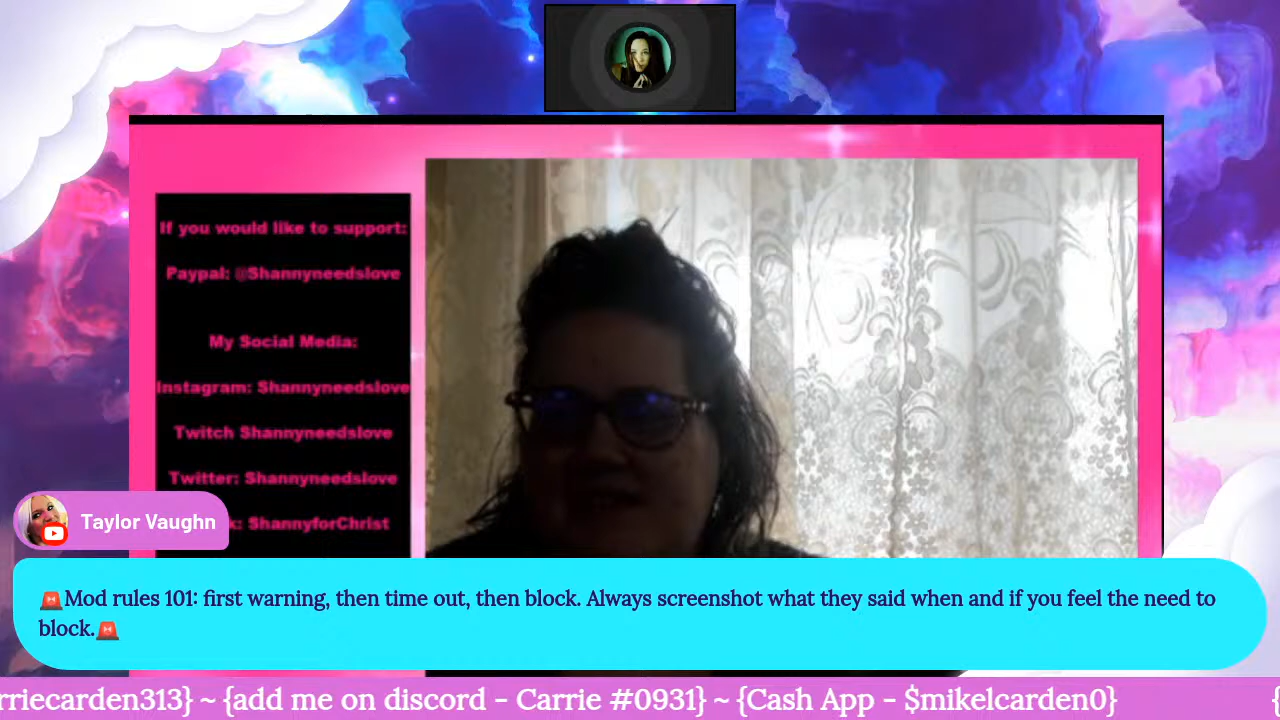 If you would like to support:
Paypal: @Shannyneedslove
My Social Media:
Instagram: Shannyneedslove
Twitch Shannyneedslove
Twitter: Shannyneedslove
k: ShannyforChrist
Taylor Vaughn
🚨Mod rules 101: first warning, then time out, then block. Always screenshot what they said when and if you feel the need to
block.🚨
rriecarden313} ~ {add me on discord - Carrie #0931} ~ {Cash App - $mikelcarden0} {